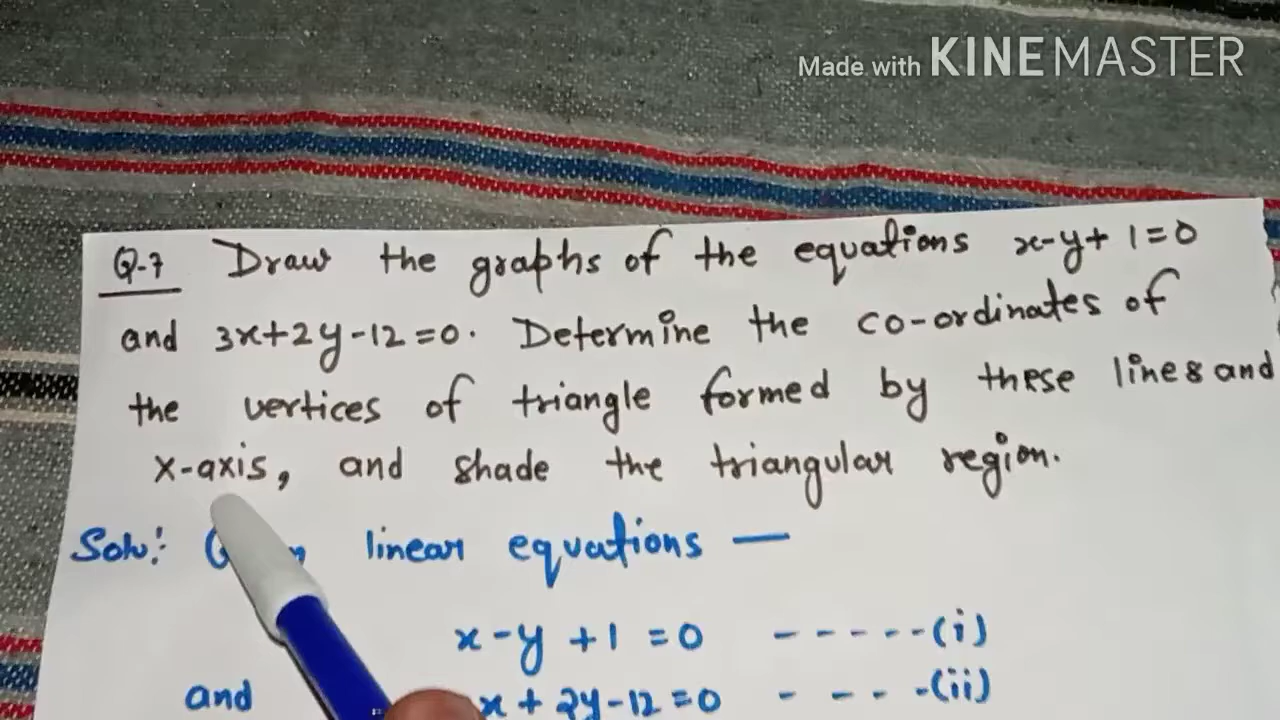 Made with KINEMASTER
Q-7 Draw the graphs of the equations x-y+1=0
and 3x+2y-12=0. Determine the co-ordinates of
the vertices of triangle formed by these lines and
x-axis, and shade the triangular region.
Solu: linear equations —
x-y+1=0 -----(i)
and x+2y-12=0 - - - -(ii)